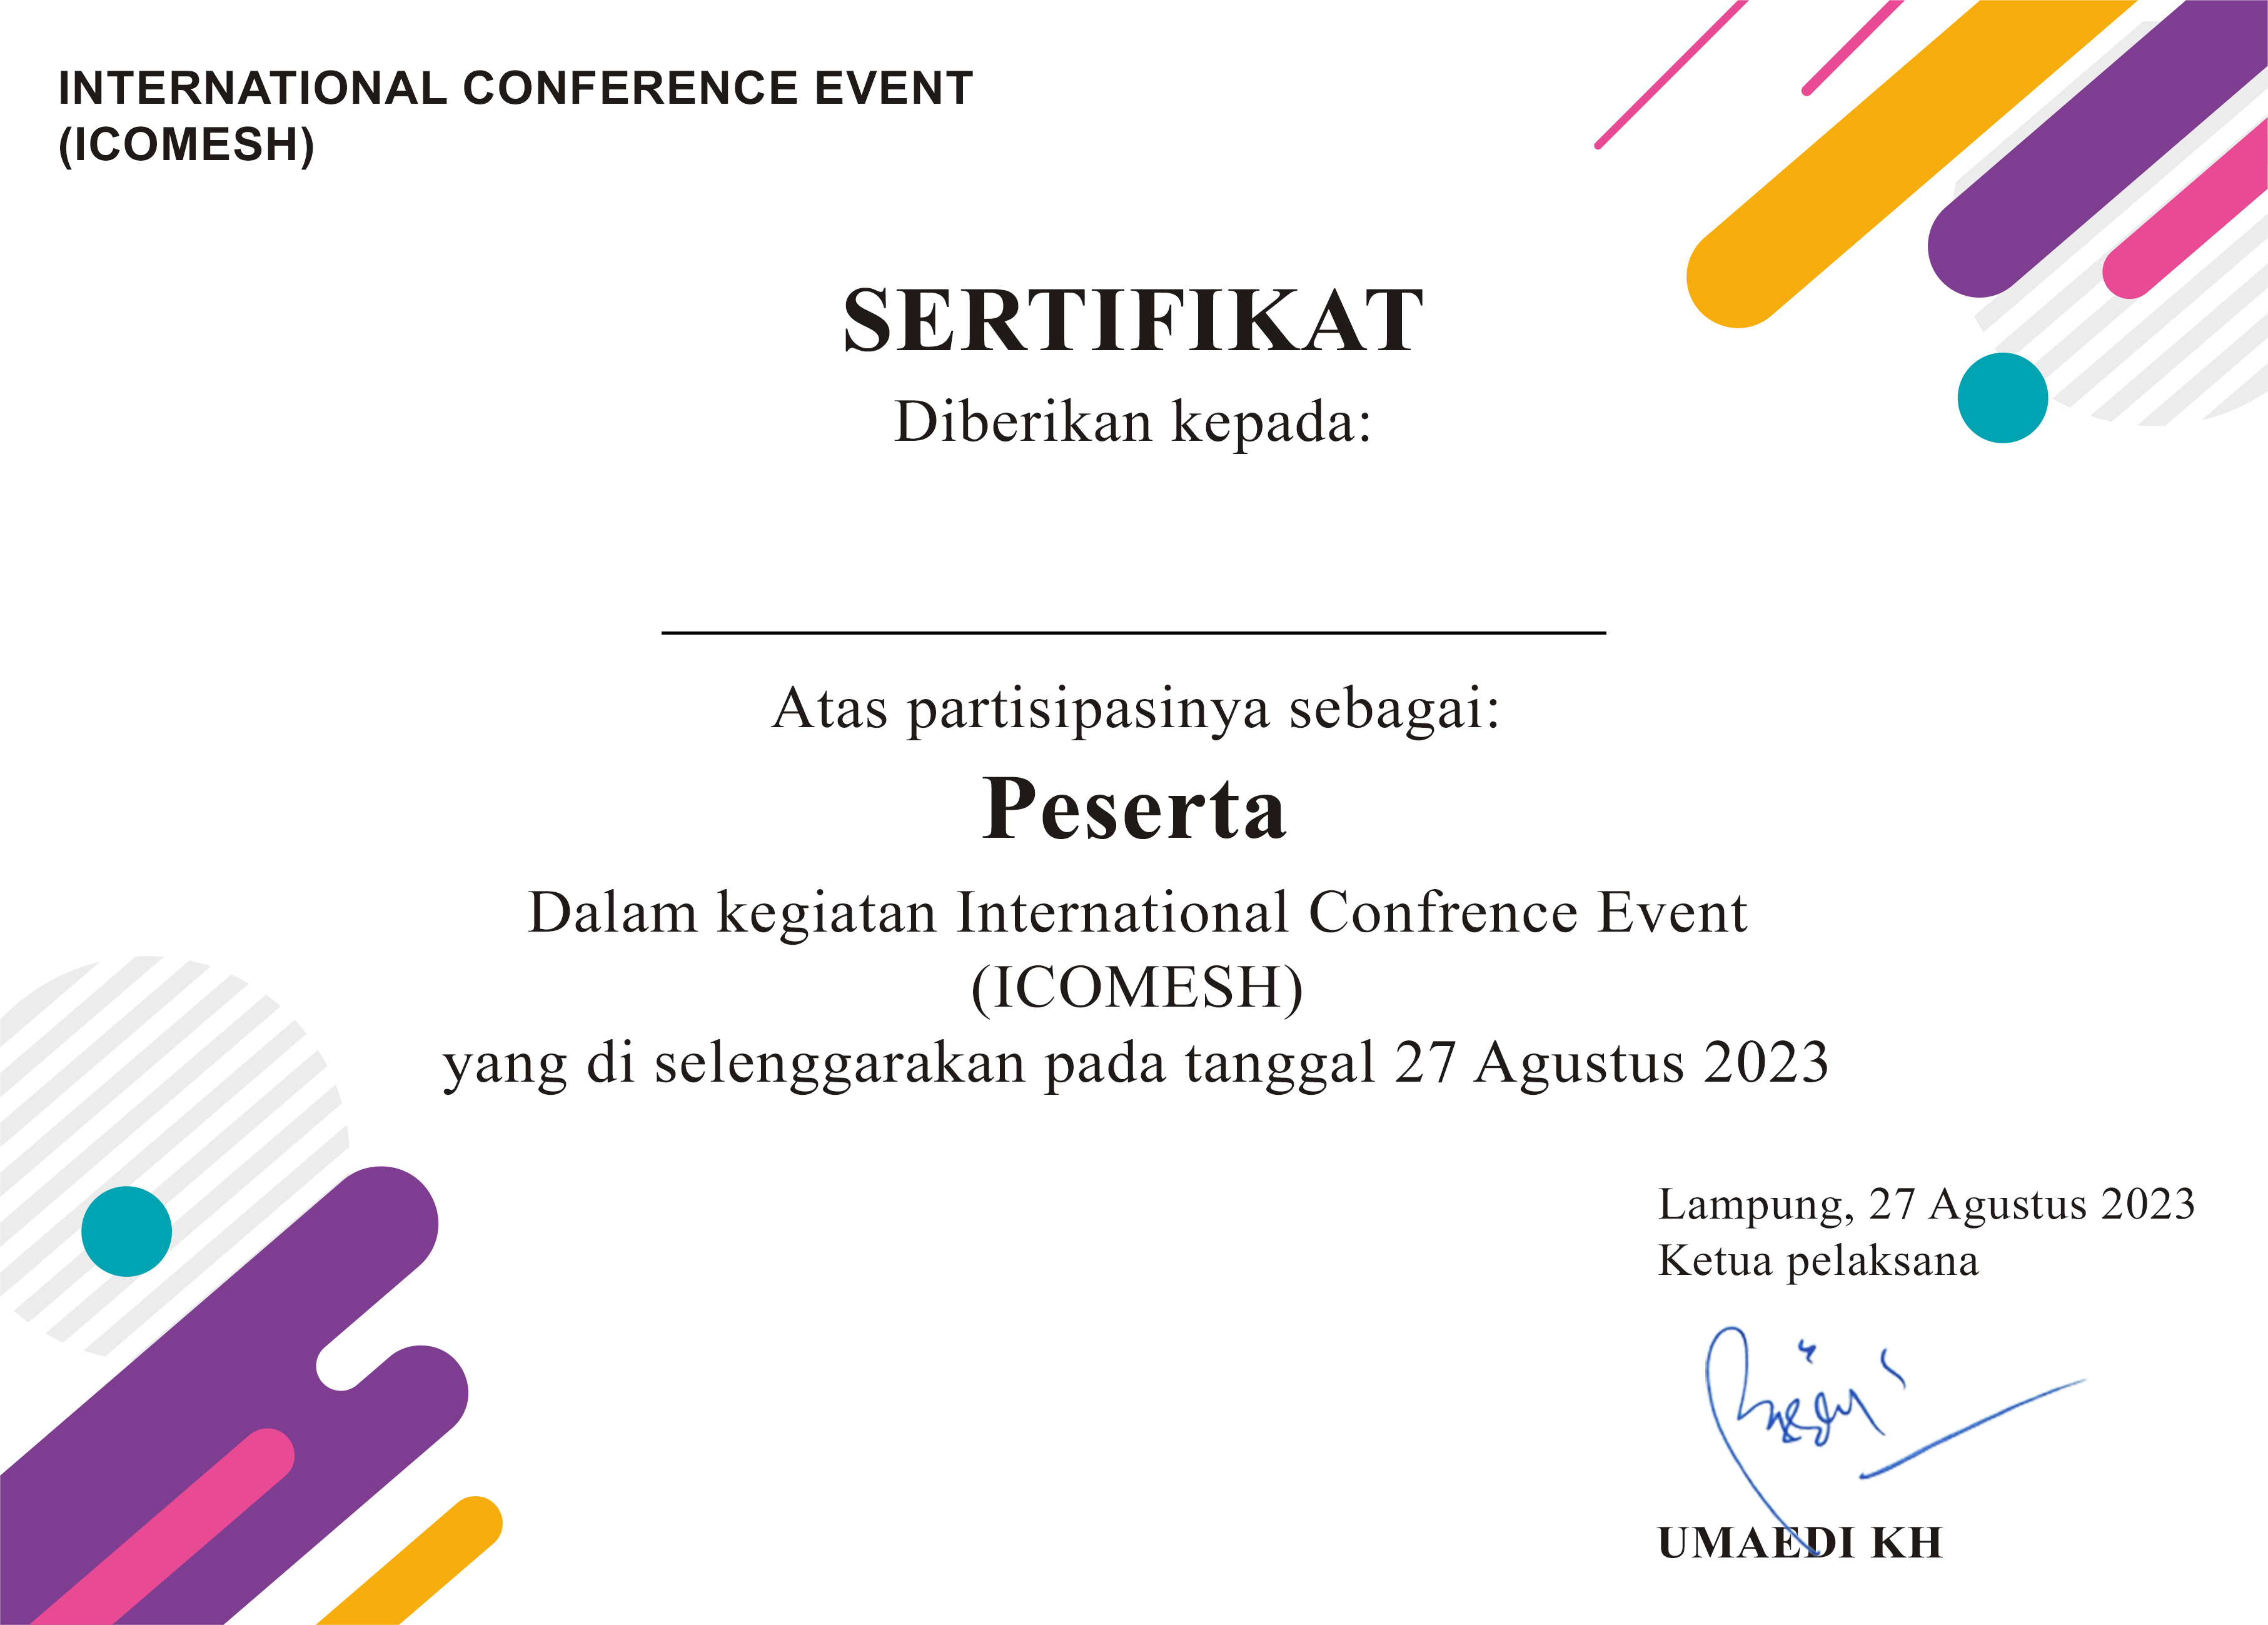 INTERNATIONAL CONFERENCE EVENT
(ICOMESH)
SERTIFIKAT
Diberikan kepada:
Atas partisipasinya sebagai:
Peserta
Dalam kegiatan International Confrence Event
(ICOMESH)
yang di selenggarakan pada tanggal 27 Agustus 2023
Lampung, 27 Agustus 2023
Ketua pelaksana
UMAEDI KH